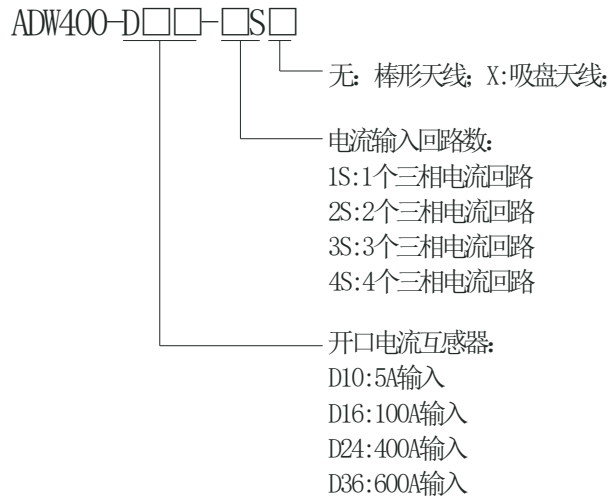 ADW400-D□□-□S□
无：棒形天线；X:吸盘天线；
电流输入回路数：
1S:1个三相电流回路
2S:2个三相电流回路
3S:3个三相电流回路
4S:4个三相电流回路
开口电流互感器：
D10:5A输入
D16:100A输入
D24:400A输入
D36:600A输入